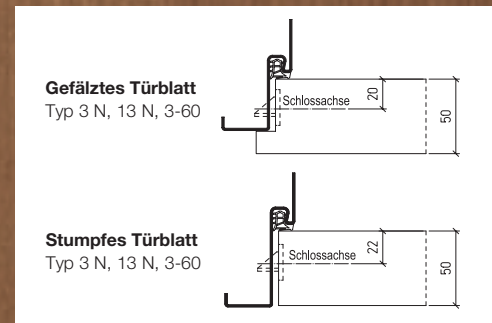 Gefälztes Türblatt
Typ 3 N, 13 N, 3-60
Schlossachse
20
50
Stumpfes Türblatt
Typ 3 N, 13 N, 3-60
Schlossachse
22
50